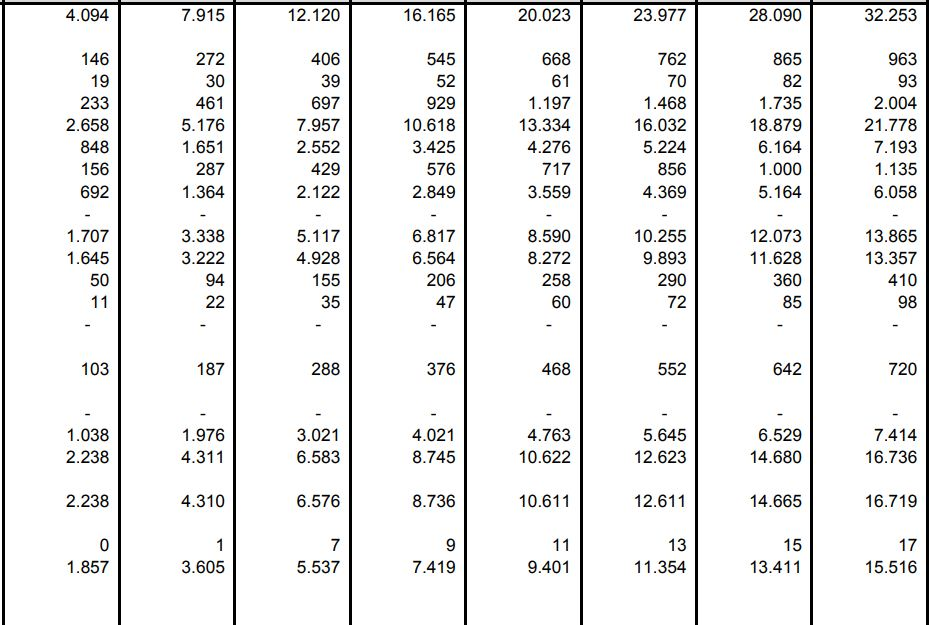 4.094 7.915 12.120 16.165 20.023 23.977 28.090 32.253
146 272 406 545 668 762 865 963
19 30 39 52 61 70 82 93
233 461 697 929 1.197 1.468 1.735 2.004
2.658 5.176 7.957 10.618 13.334 16.032 18.879 21.778
848 1.651 2.552 3.425 4.276 5.224 6.164 7.193
156 287 429 576 717 856 1.000 1.135
692 1.364 2.122 2.849 3.559 4.369 5.164 6.058
- - - - - - - -
1.707 3.338 5.117 6.817 8.590 10.255 12.073 13.865
1.645 3.222 4.928 6.564 8.272 9.893 11.628 13.357
50 94 155 206 258 290 360 410
11 22 35 47 60 72 85 98
- - - - - - - -
103 187 288 376 468 552 642 720
- - - - - - - -
1.038 1.976 3.021 4.021 4.763 5.645 6.529 7.414
2.238 4.311 6.583 8.745 10.622 12.623 14.680 16.736
2.238 4.310 6.576 8.736 10.611 12.611 14.665 16.719
0 1 7 9 11 13 15 17
1.857 3.605 5.537 7.419 9.401 11.354 13.411 15.516